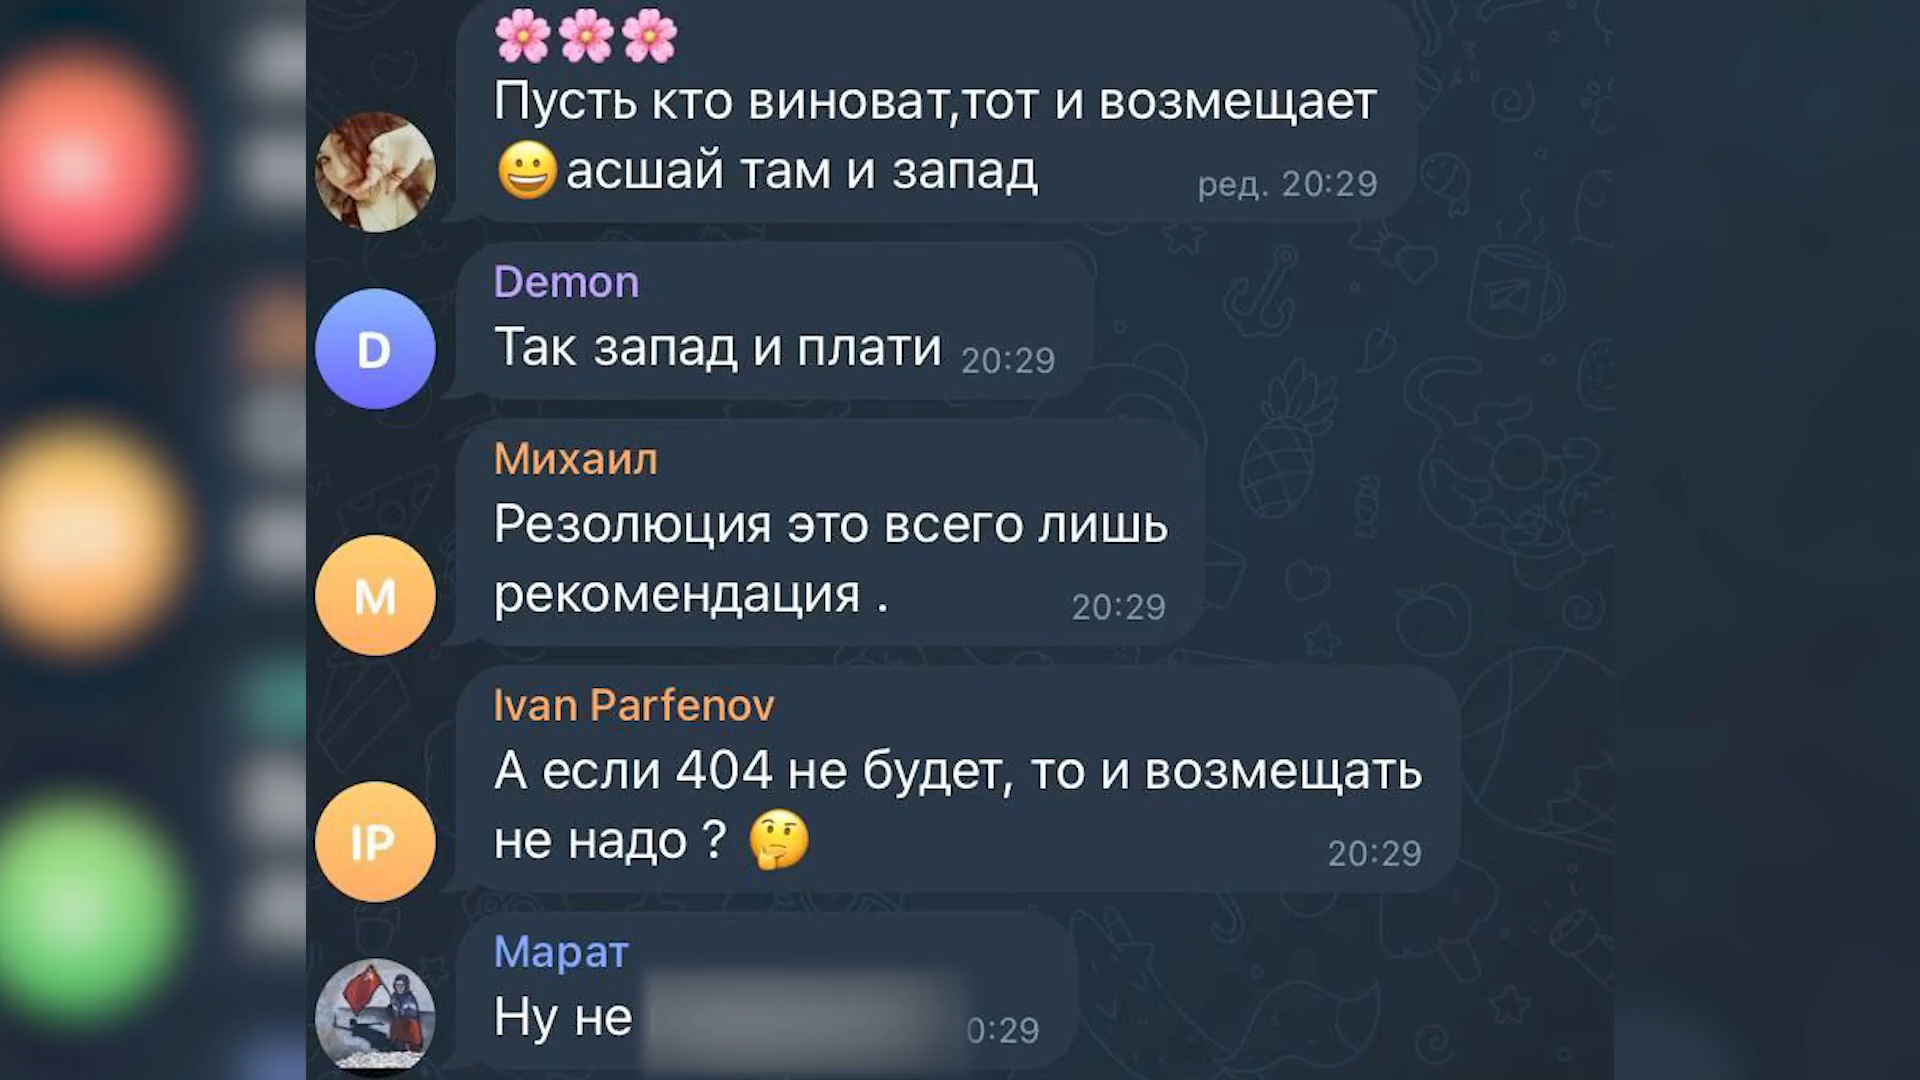 🌸🌸🌸
Пусть кто виноват,тот и возмещает
😀асшай там и запад
ред. 20:29
Demon
D
Так запад и плати 20:29
Михаил
Резолюция это всего лишь
М
рекомендация .
20:29
Ivan Parfenov
А если 404 не будет, то и возмещать
IP
не надо ? 🤔
20:29
Марат
Ну не
0:29